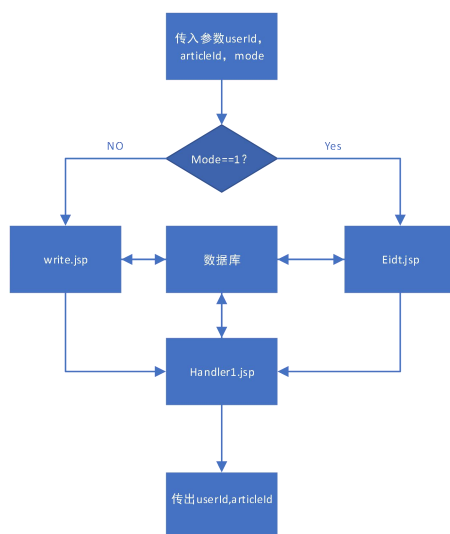 传入参数userId，
articleId，mode
Mode==1?
NO
Yes
write.jsp
数据库
Eidt.jsp
Handler1.jsp
传出userId,articleId